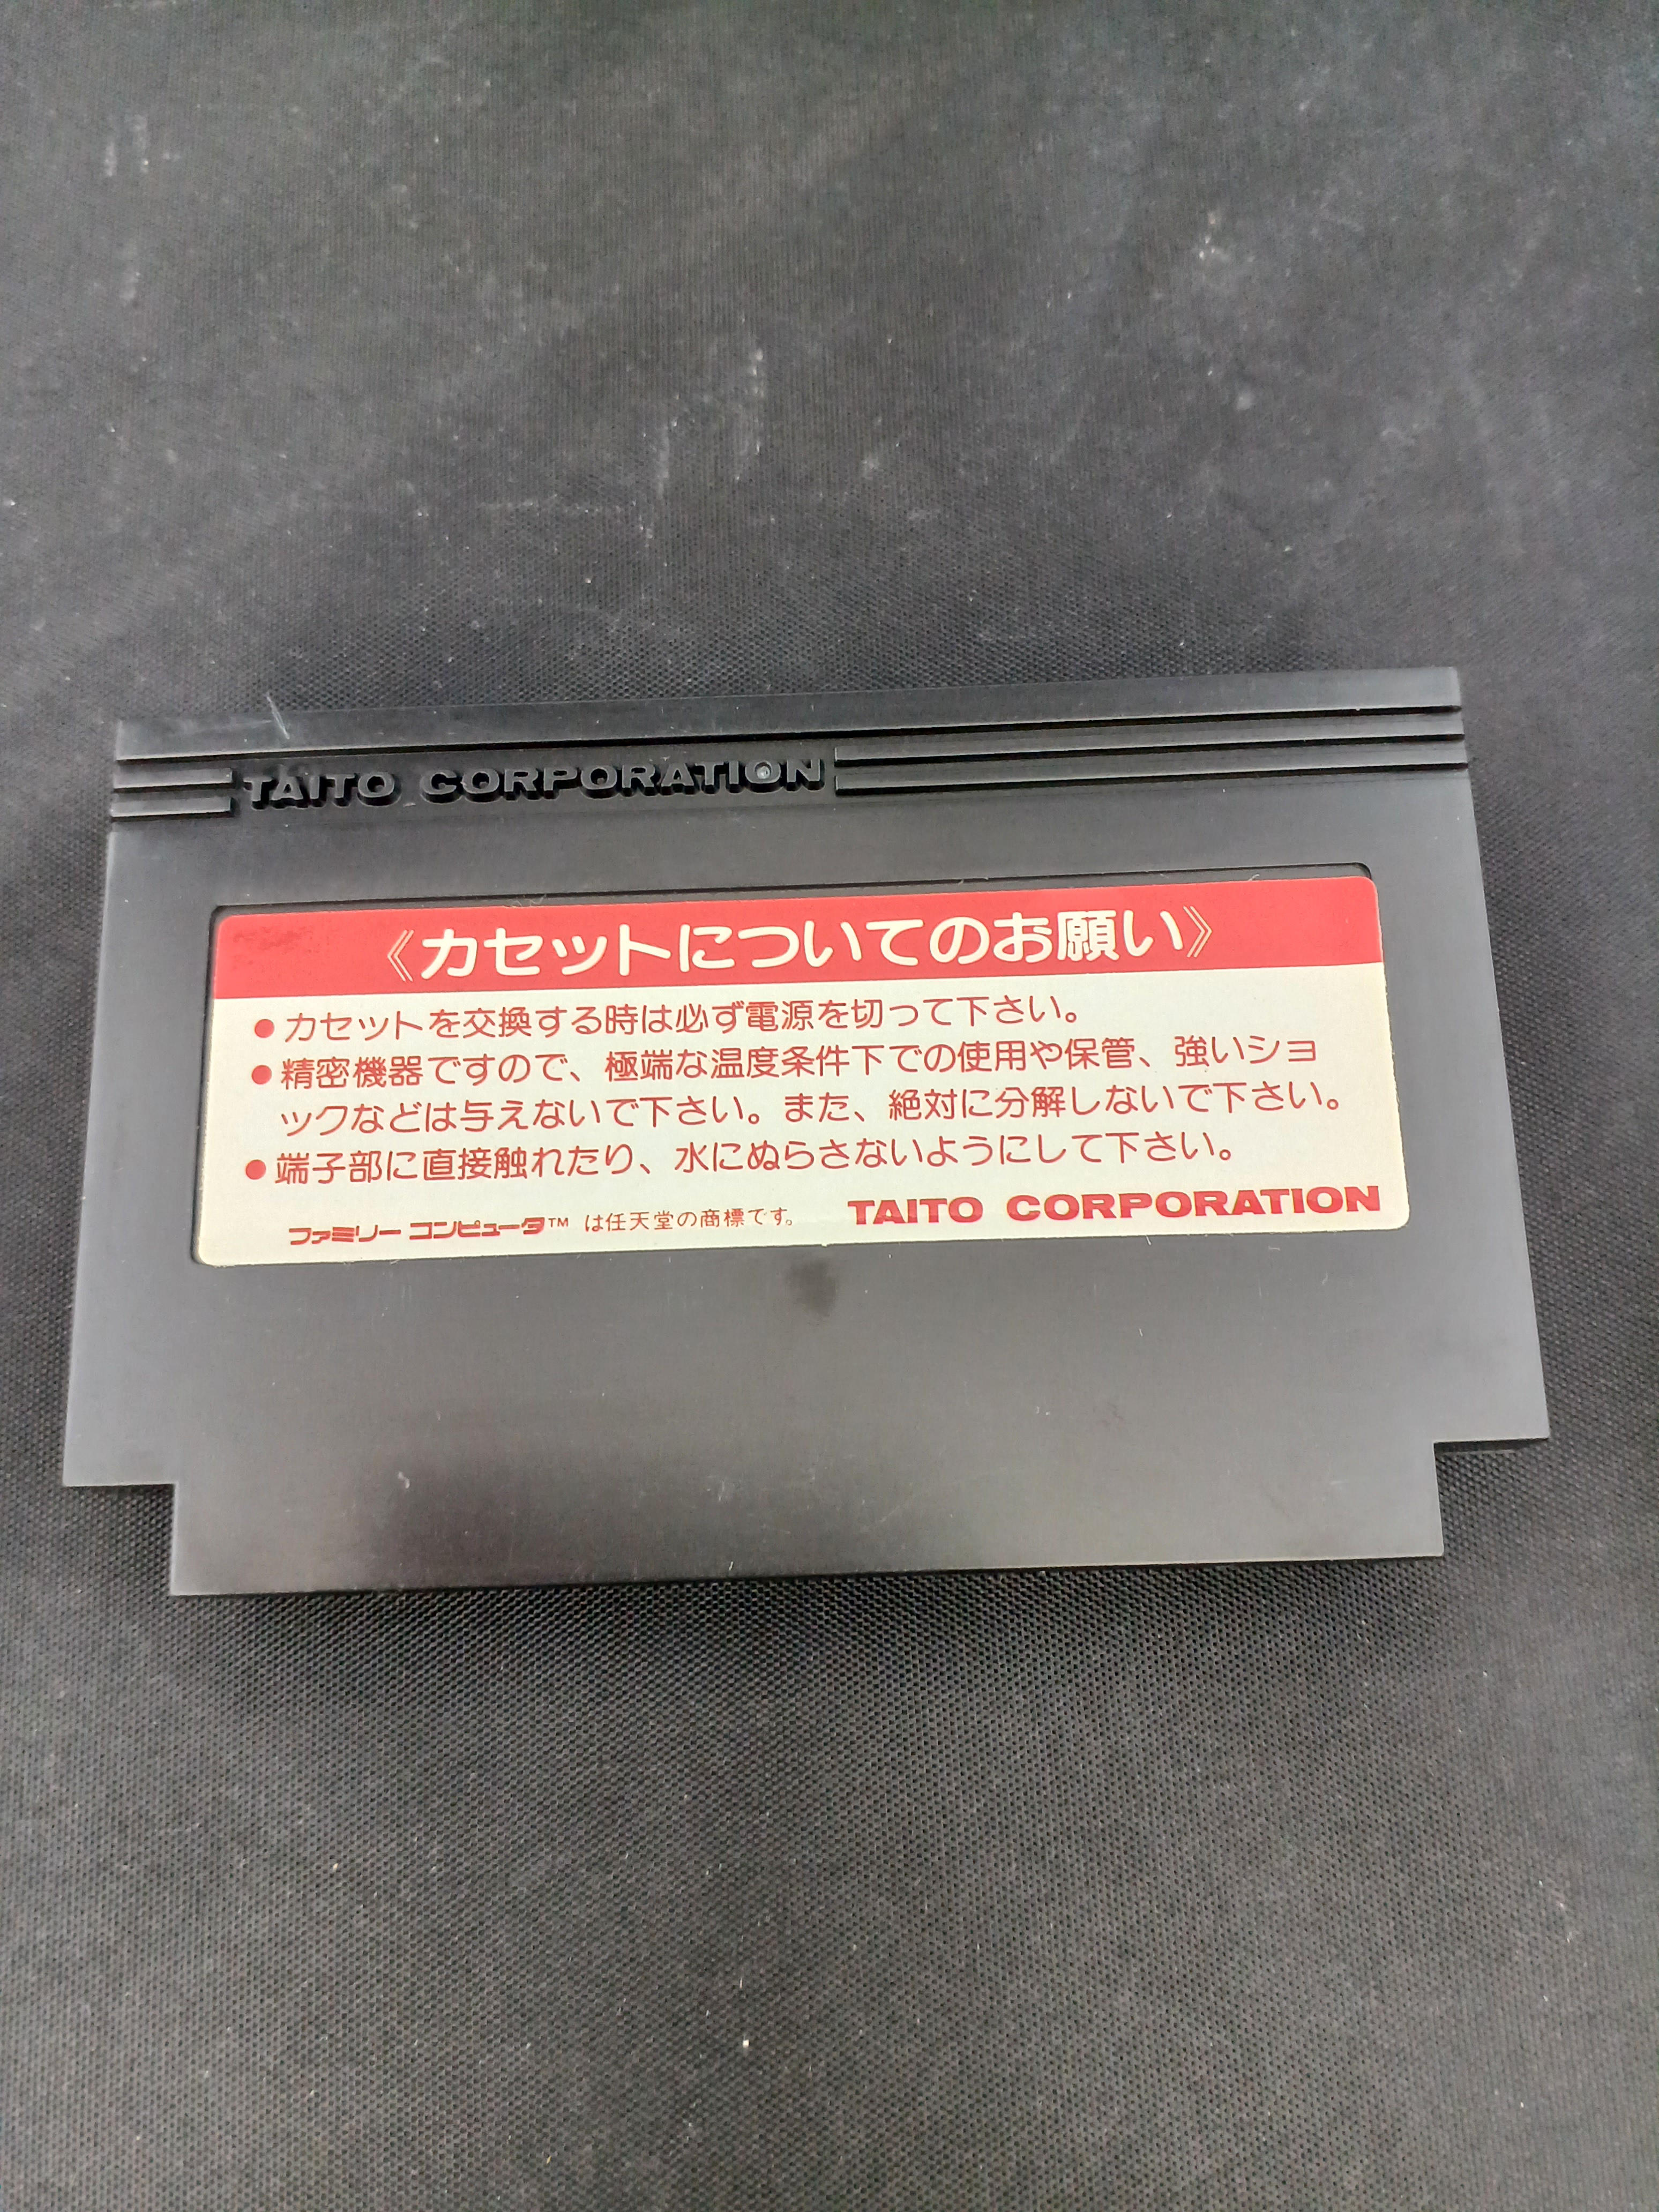 TAITO CORPORATION
《カセットについてのお願い》
●カセットを交換する時は必ず電源を切って下さい。
●精密機器ですので、極端な温度条件下での使用や保管、強いショ
ックなどは与えないで下さい。また、絶対に分解しないで下さい。
●端子部に直接触れたり、水にぬらさないようにして下さい。
ファミリー コンピュータ™ は任天堂の商標です。 TAITO CORPORATION